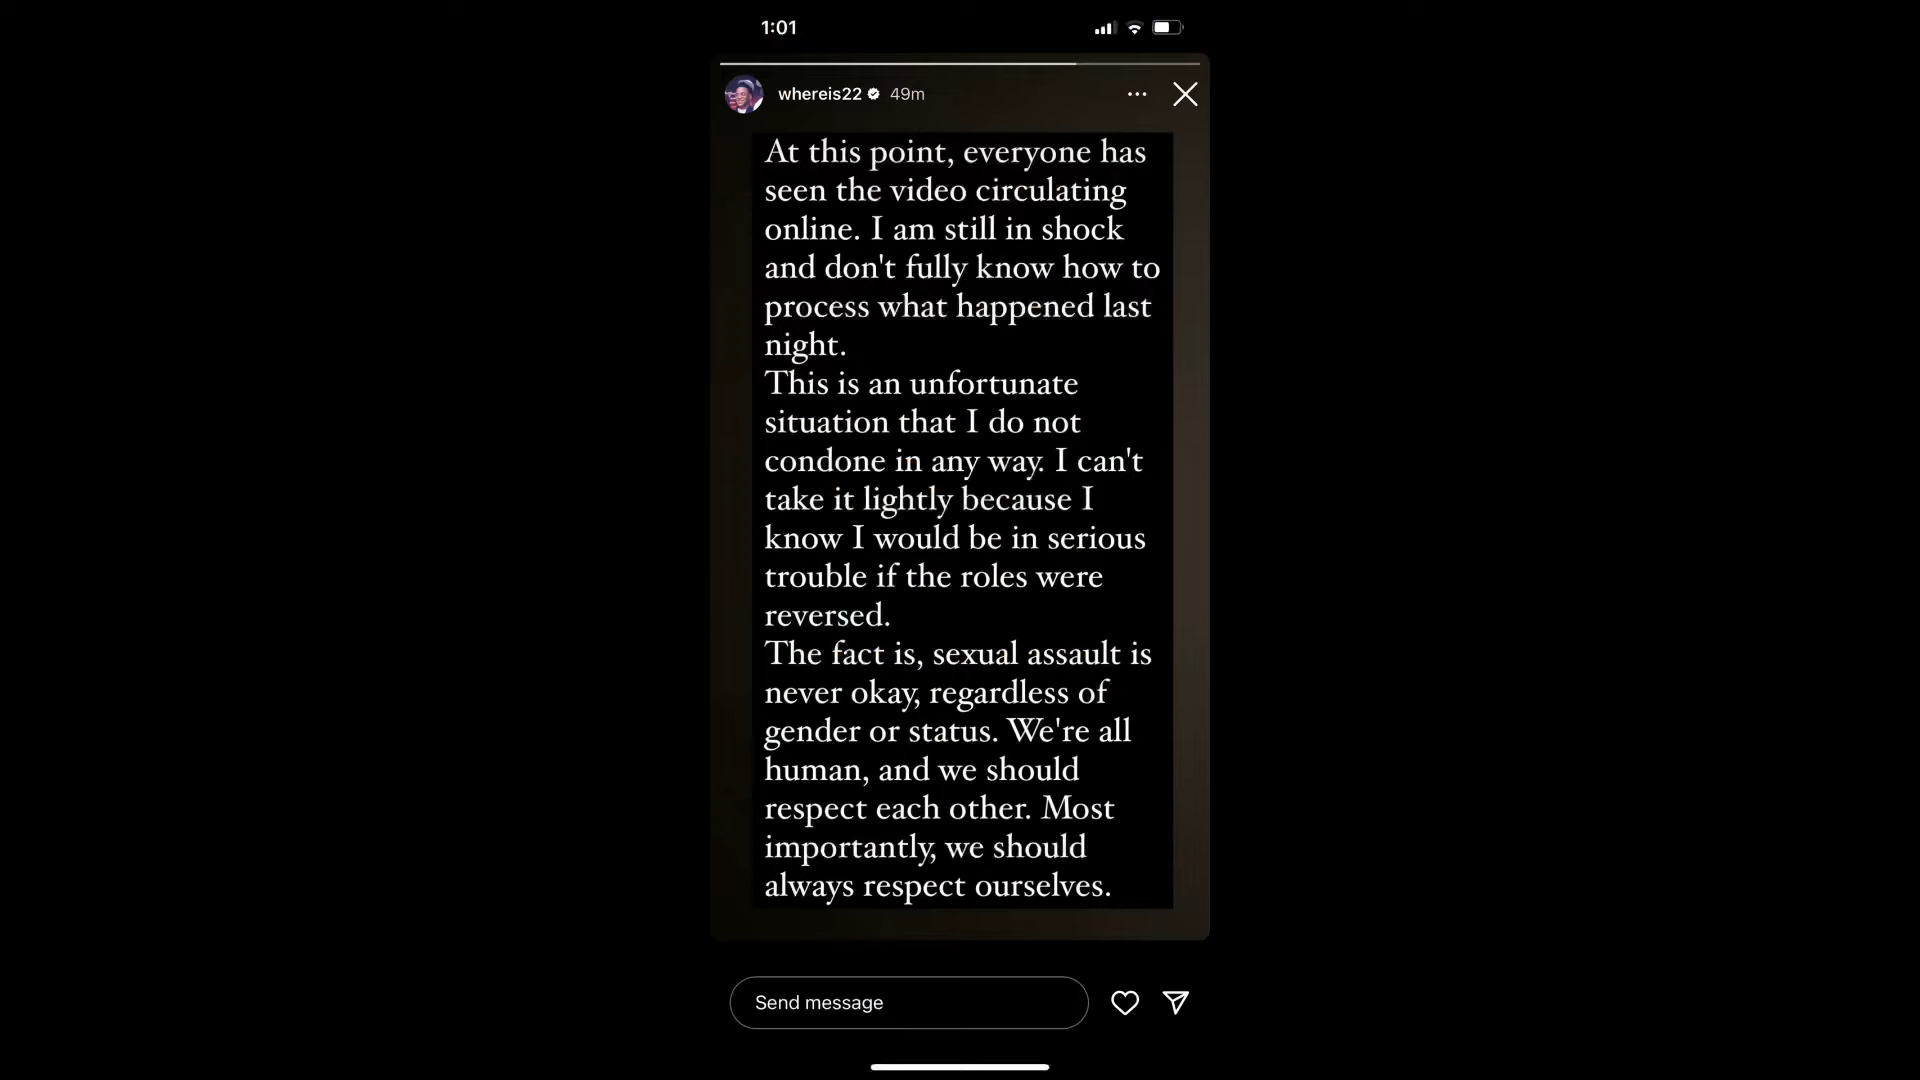 1:01
whereis22 49m
At this point, everyone has
seen the video circulating
online. I am still in shock
and don't fully know how to
process what happened last
night.
This is an unfortunate
situation that I do not
condone in any way. I can't
take it lightly because I
know I would be in serious
trouble if the roles were
reversed.
The fact is, sexual assault is
never okay, regardless of
gender or status. We're all
human, and we should
respect each other. Most
importantly, we should
always respect ourselves.
Send message